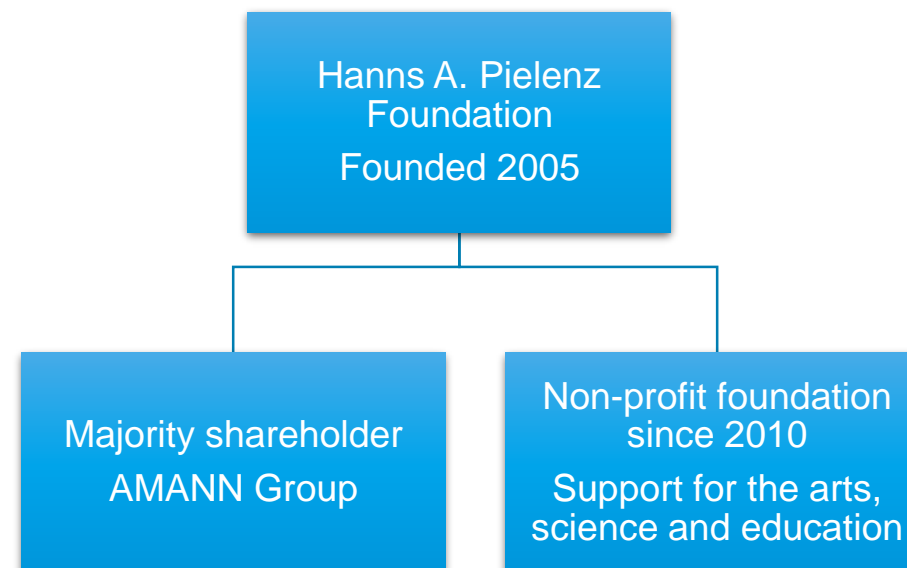 Hanns A. Pielenz
Foundation
Founded 2005
Majority shareholder
AMANN Group
Non-profit foundation
since 2010
Support for the arts,
science and education